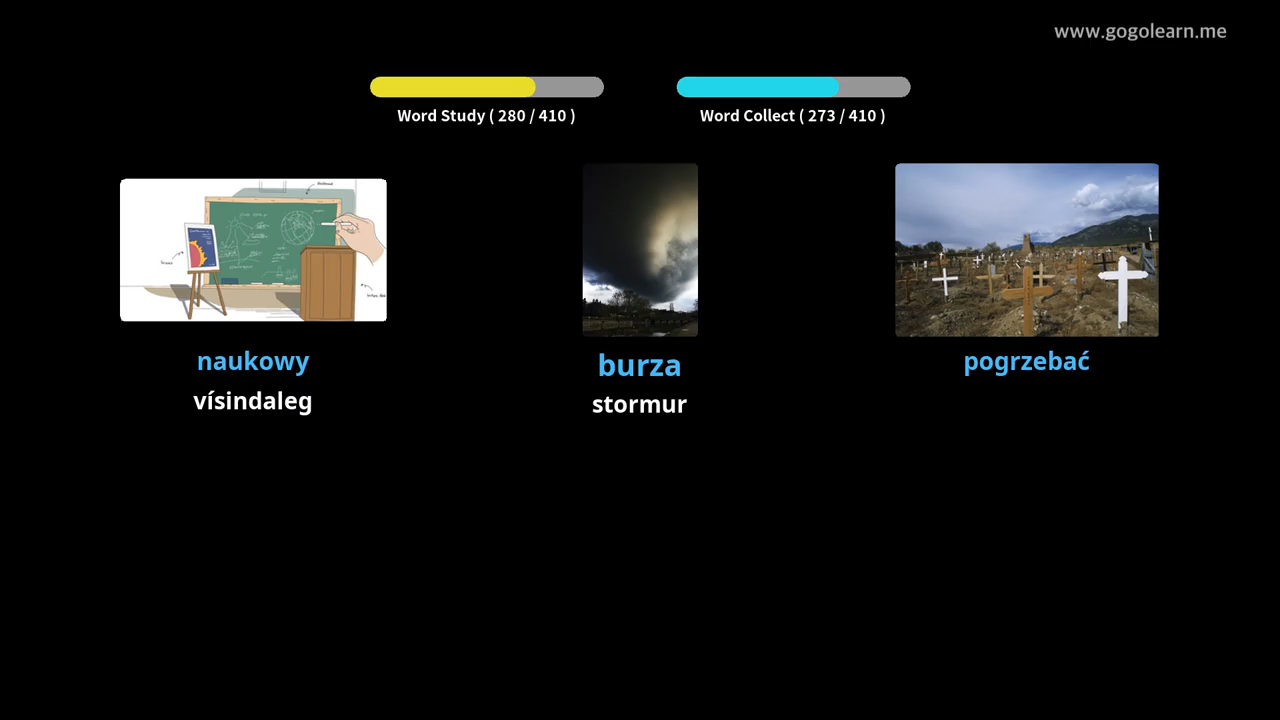 www.gogolearn.me
Word Study ( 280 / 410 )
Word Collect ( 273 / 410 )
naukowy
vísindaleg
burza
stormur
pogrzebać